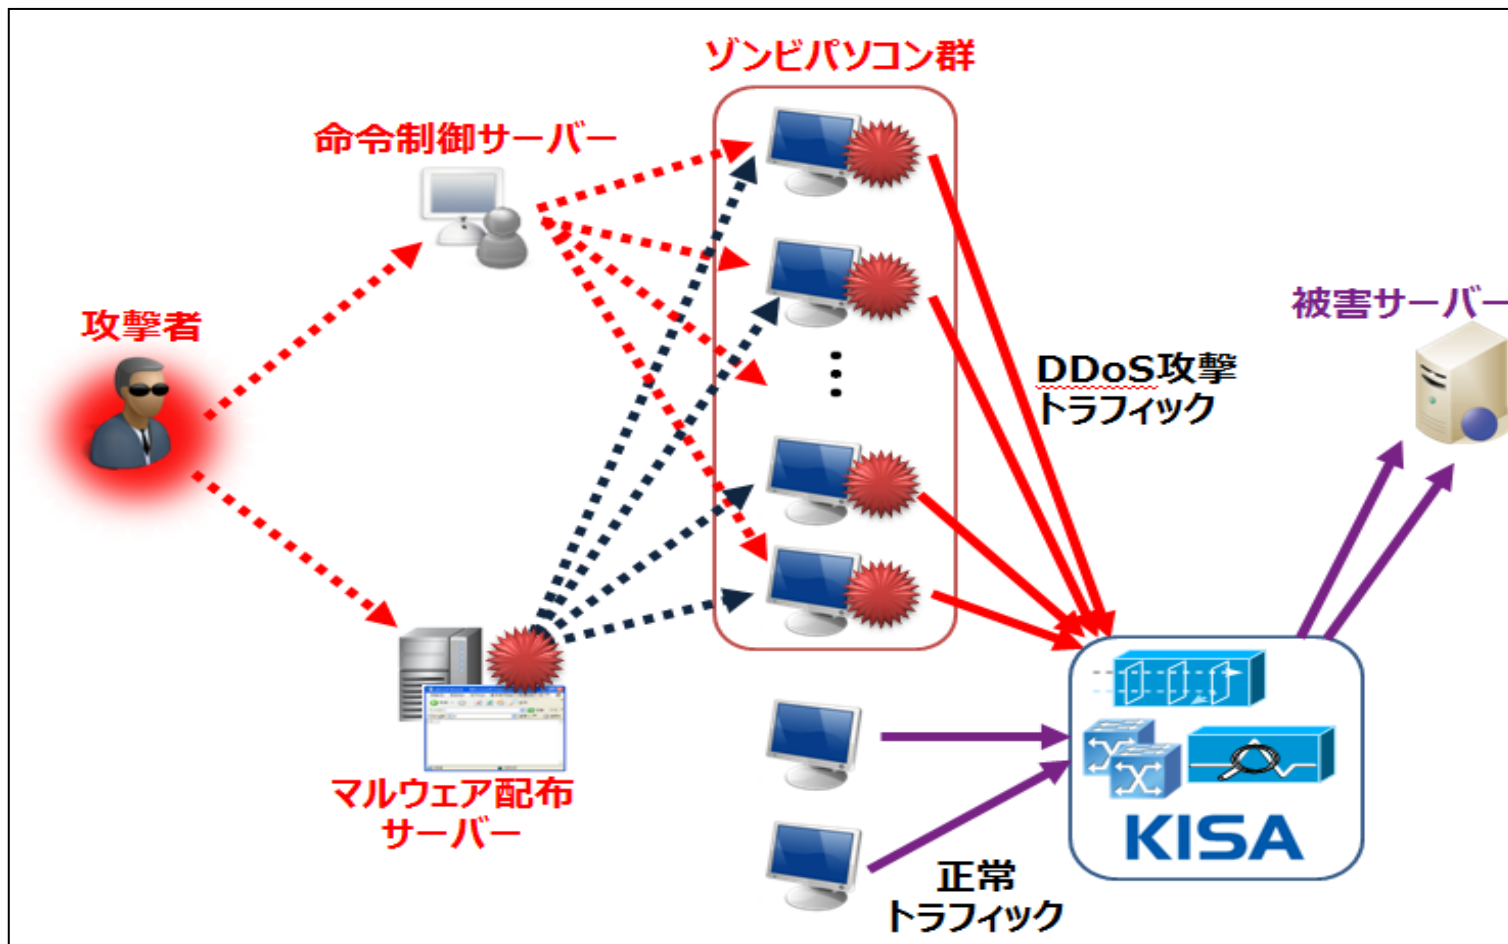 ゾンビパソコン群
命令制御サーバー
攻撃者
被害サーバー
DDoS攻撃
トラフィック
マルウェア配布
サーバー
KISA
正常
トラフィック